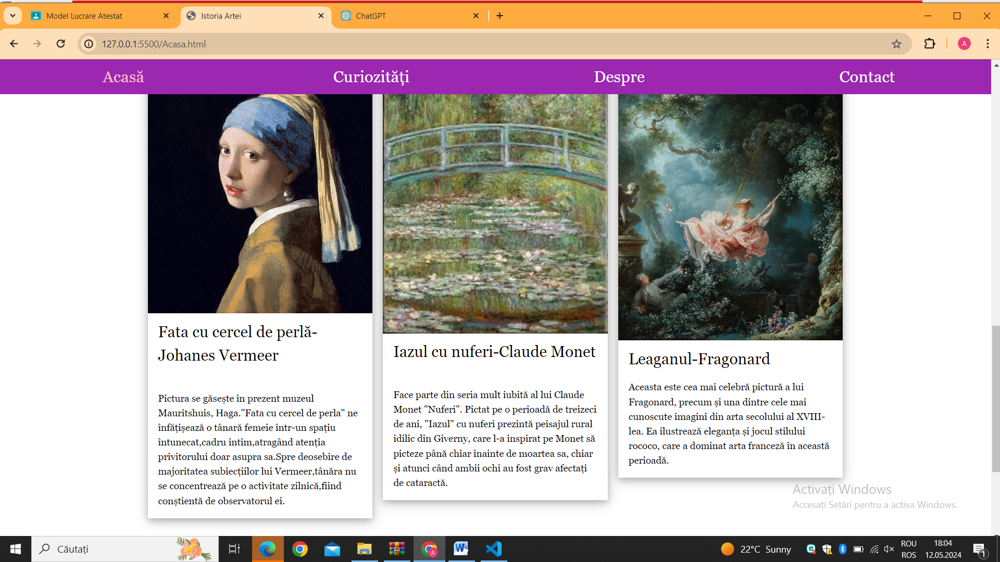 Model Lucrare Atestat
Istoria Artei
ChatGPT
127.0.0.1:5500/Acasa.html
A
Acasă
Curiozități
Despre
Contact
Fata cu cercel de perlă-
Johanes Vermeer
Pictura se găsește în prezent muzeul
Mauritshuis, Haga."Fata cu cercel de perla" ne
înfățișează o tânară femeie într-un spațiu
întunecat,cadru intim,atragând atenția
privitorului doar asupra sa.Spre deosebire de
majoritatea subiecțiilor lui Vermeer,tânăra nu
se concentrează pe o activitate zilnică,fiind
conștientă de observatorul ei.
Iazul cu nuferi-Claude Monet
Face parte din seria mult iubită al lui Claude
Monet "Nuferi". Pictat pe o perioadă de treizeci
de ani, "Iazul" cu nuferi prezintă peisajul rural
idilic din Giverny, care l-a inspirat pe Monet să
picteze până chiar înainte de moartea sa, chiar
și atunci când ambii ochi au fost grav afectați
de cataractă.
Leaganul-Fragonard
Aceasta este cea mai celebră pictură a lui
Fragonard, precum și una dintre cele mai
cunoscute imagini din arta secolului al XVIII-
lea. Ea ilustrează eleganța și jocul stilului
rococo, care a dominat arta franceză în această
perioadă.
Activați Windows
Accesați Setări pentru a activa Windows.
Căutați
22°C Sunny
ROU
ROS
18:04
12.05.2024
1